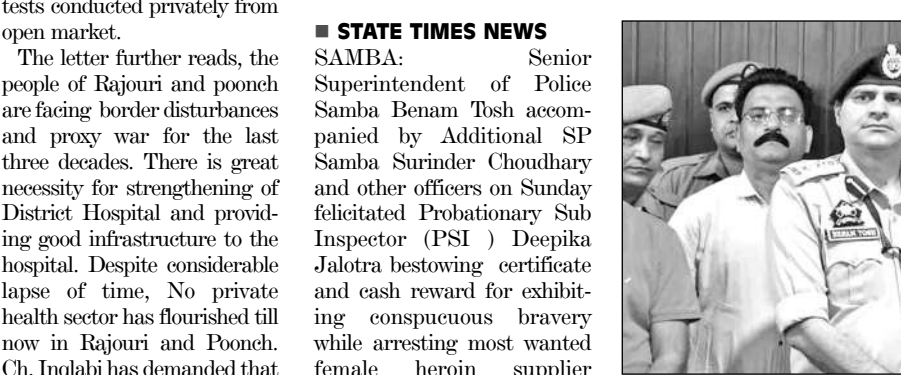 tests conducted privately from
open market.
The letter further reads, the
people of Rajouri and poonch
are facing border disturbances
and proxy war for the last
three decades. There is great
necessity for strengthening of
District Hospital and provid-
ing good infrastructure to the
hospital. Despite considerable
lapse of time, No private
health sector has flourished till
now in Rajouri and Poonch.
Ch. Inqlabi has demanded that
■ STATE TIMES NEWS
SAMBA: Senior
Superintendent of Police
Samba Benam Tosh accom-
panied by Additional SP
Samba Surinder Choudhary
and other officers on Sunday
felicitated Probationary Sub
Inspector (PSI ) Deepika
Jalotra bestowing certificate
and cash reward for exhibit-
ing conspucuous bravery
while arresting most wanted
female heroin supplier
BENAM TOSH